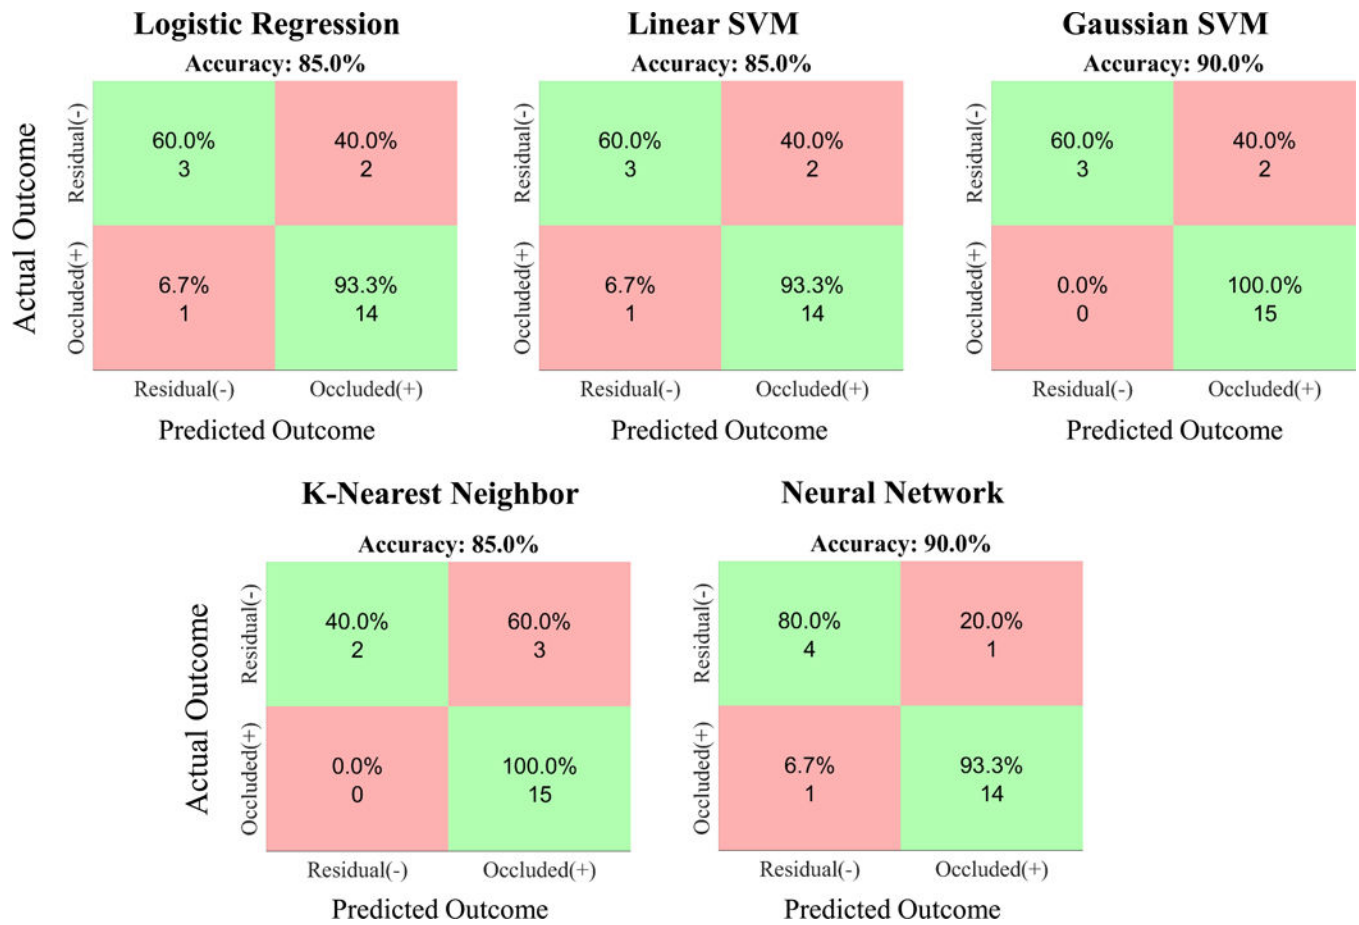 Logistic Regression
Accuracy: 85.0%
Actual Outcome
Residual(-)
60.0%
3
40.0%
2
Occluded(+)
6.7%
1
93.3%
14
Residual(-)
Occluded(+)
Predicted Outcome
Linear SVM
Accuracy: 85.0%
Residual(-)
60.0%
3
40.0%
2
Occluded(+)
6.7%
1
93.3%
14
Residual(-)
Occluded(+)
Predicted Outcome
Gaussian SVM
Accuracy: 90.0%
Residual(-)
60.0%
3
40.0%
2
Occluded(+)
0.0%
0
100.0%
15
Residual(-)
Occluded(+)
Predicted Outcome
K-Nearest Neighbor
Accuracy: 85.0%
Actual Outcome
Residual(-)
40.0%
2
60.0%
3
Occluded(+)
0.0%
0
100.0%
15
Residual(-)
Occluded(+)
Predicted Outcome
Neural Network
Accuracy: 90.0%
Residual(-)
80.0%
4
20.0%
1
Occluded(+)
6.7%
1
93.3%
14
Residual(-)
Occluded(+)
Predicted Outcome